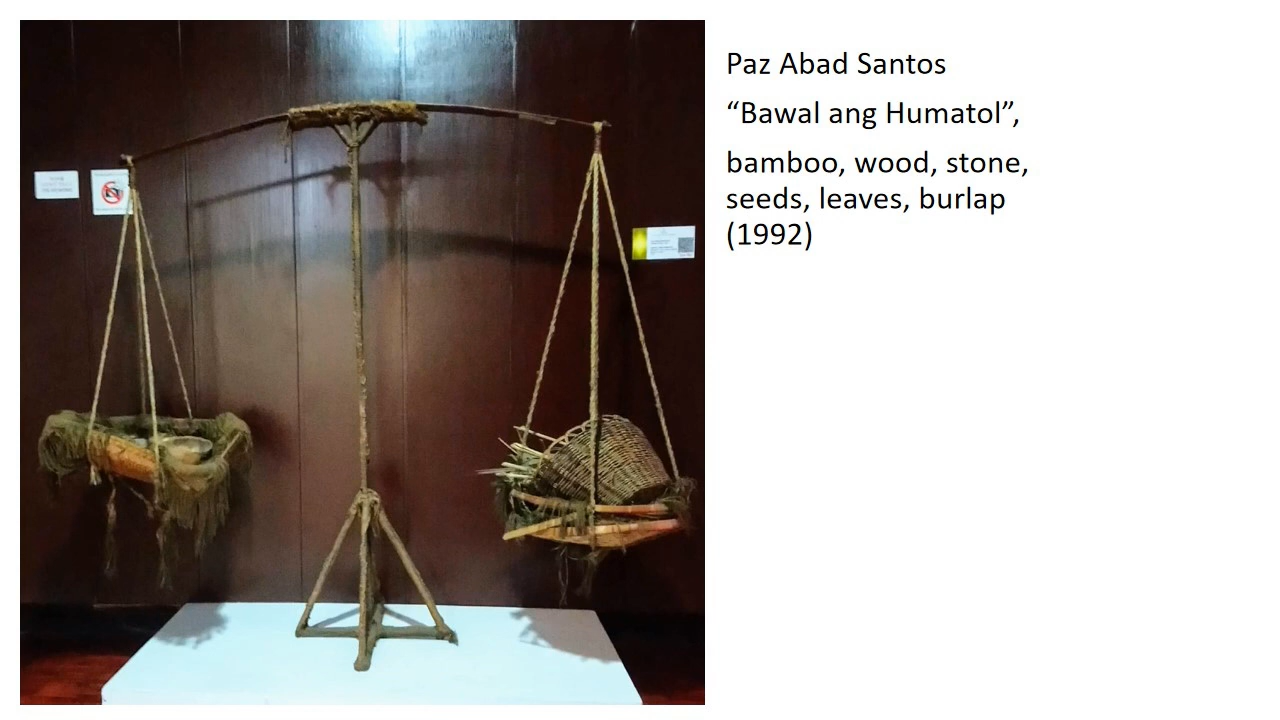 Paz Abad Santos
“Bawal ang Humatol”,
bamboo, wood, stone,
seeds, leaves, burlap
(1992)